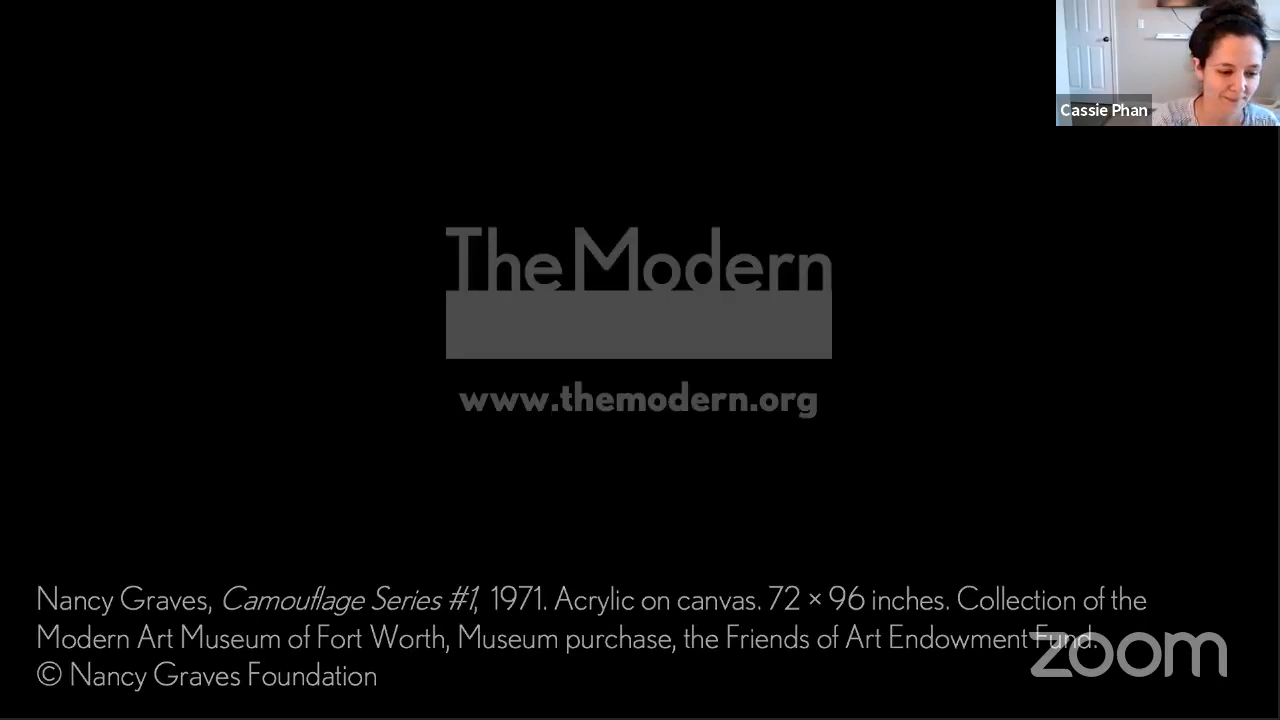 Cassie Phan
The Modern
www.themodern.org
Nancy Graves, Camouflage Series #1, 1971. Acrylic on canvas. 72 × 96 inches. Collection of the
Modern Art Museum of Fort Worth, Museum purchase, the Friends of Art Endowment Fund.
© Nancy Graves Foundation
zoom